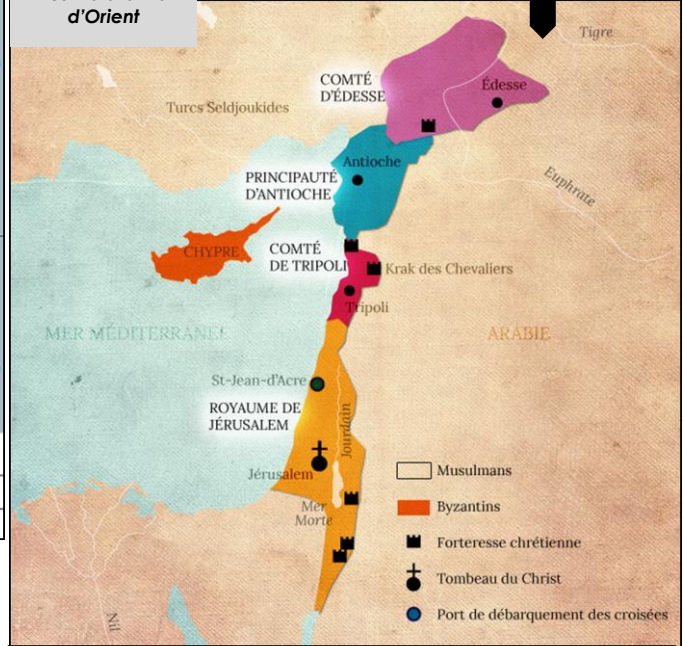 d'Orient
Tigre
COMTÉ
D'ÉDESSE
Édesse
Turcs Seldjoukides
Antioche
PRINCIPAUTÉ
D'ANTIOCHE
Euphrate
CHYPRE
COMTÉ
DE TRIPOLI
Krak des Chevaliers
Tripoli
MER MÉDITERRANÉE
ARABIE
St-Jean-d'Acre
ROYAUME DE
JÉRUSALEM
Jourdain
Jérusalem
Mer
Morte
Nil
Musulmans
Byzantins
Forteresse chrétienne
Tombeau du Christ
Port de débarquement des croisées